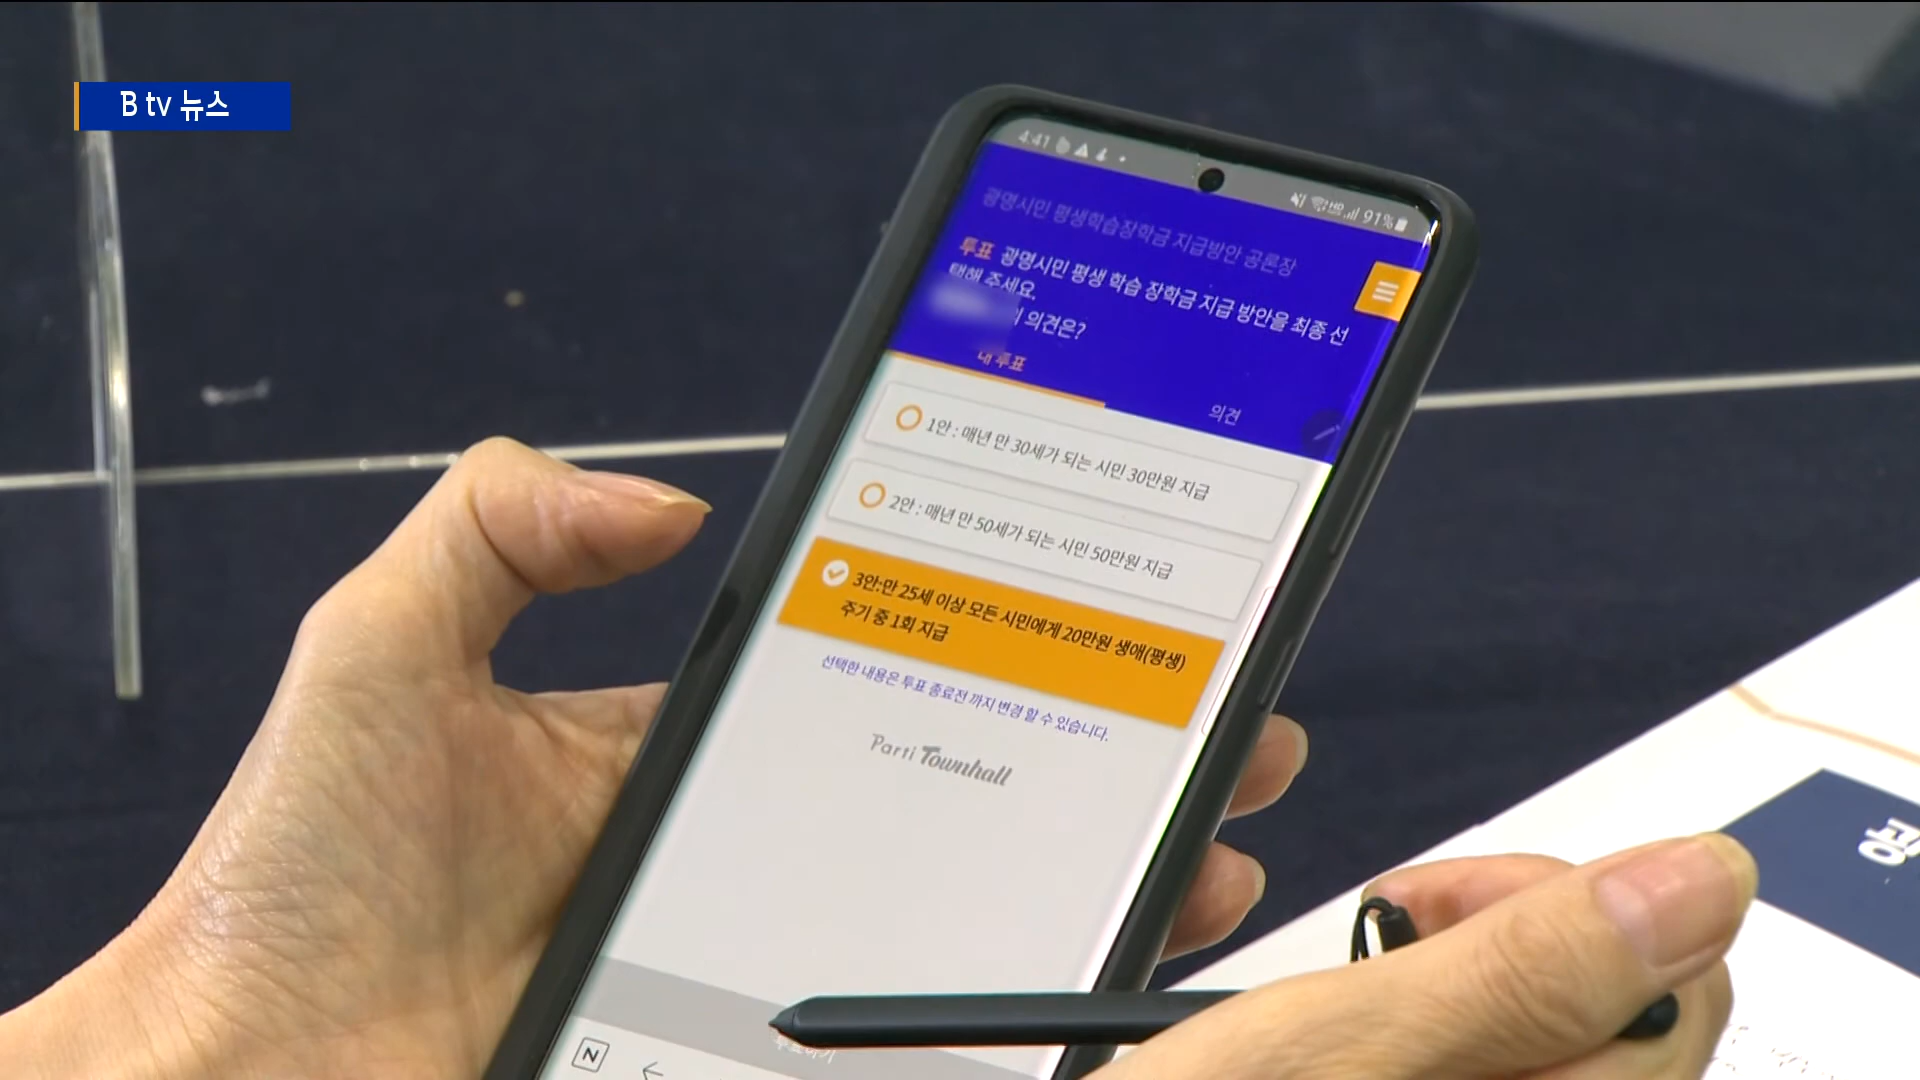 B tv 뉴스
4:41
91%
광명시민 평생학습장학금 지급방안 공론장
투표 광명시민 평생 학습 장학금 지급 방안을 최종 선
택해 주세요.
의견은?
내 투표
의견
1안 : 매년 만 30세가 되는 시민 30만원 지급
2안 : 매년 만 50세가 되는 시민 50만원 지급
3안:만 25세 이상 모든 시민에게 20만원 생애(평생)
주기 중 1회 지급
선택한 내용은 투표 종료전 까지 변경 할 수 있습니다.
Parti Townhall
투표하기
N
공